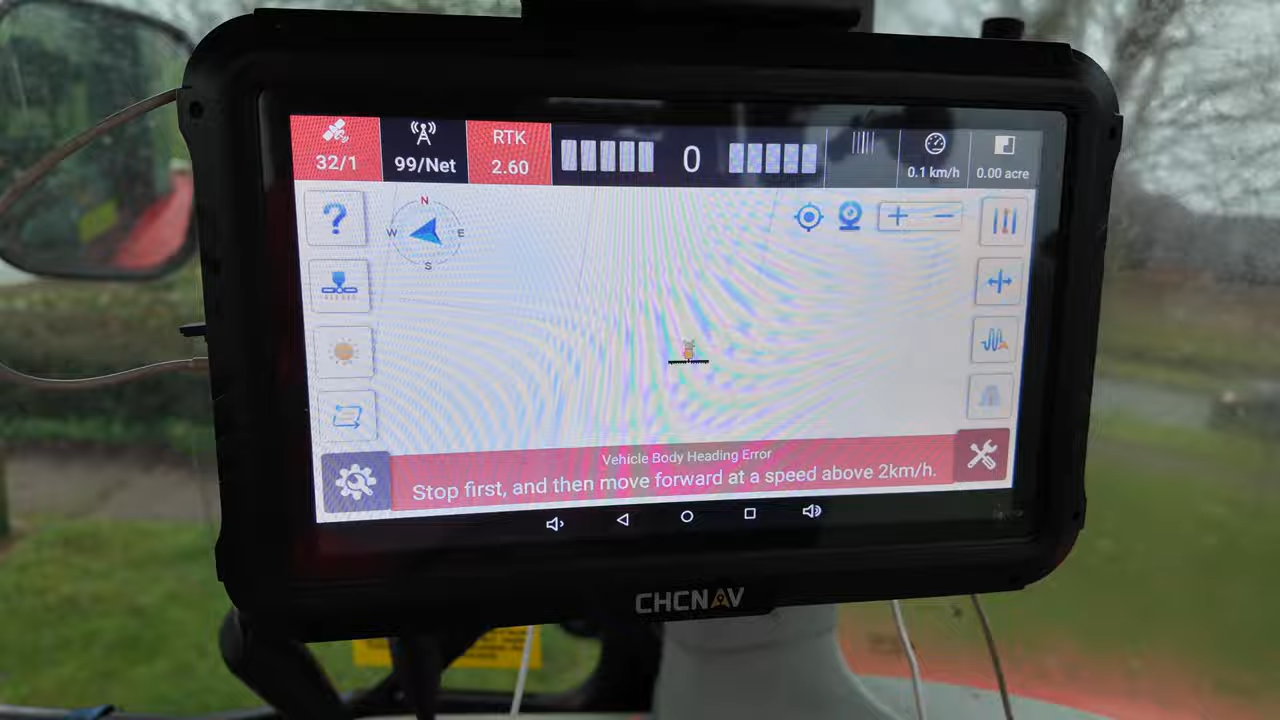 32/1
99/Net
RTK
2.60
0
0.1 km/h
0.00 acre
?
N
W E
S
+ −
Vehicle Body Heading Error
Stop first, and then move forward at a speed above 2km/h.
CHCNAV